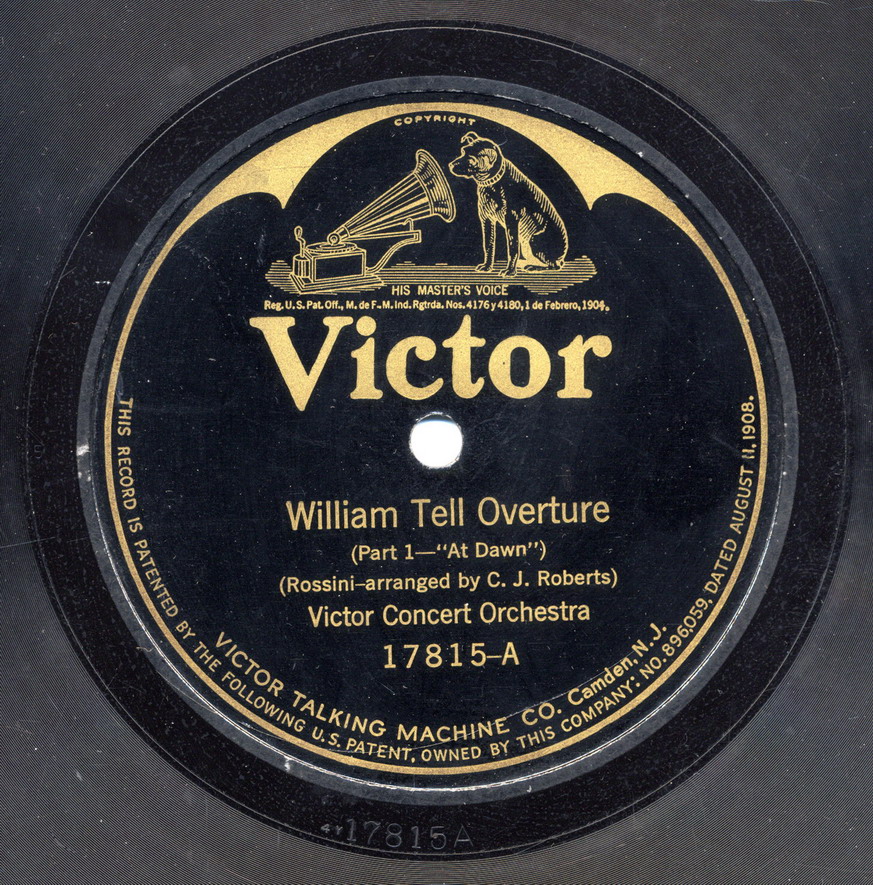 COPYRIGHT
HIS MASTER'S VOICE
Reg. U.S. Pat. Off., M. de F.-M. Ind. Rgtrda. Nos. 4176 y 4180, 1 de Febrero, 1904.
Victor
William Tell Overture
(Part 1—“At Dawn”)
(Rossini-arranged by C. J. Roberts)
Victor Concert Orchestra
17815-A
VICTOR TALKING MACHINE CO. Camden, N. J.
THIS RECORD IS PATENTED BY THE FOLLOWING U.S. PATENT, OWNED BY THIS COMPANY: NO. 896,059, DATED AUGUST 11, 1908.
17815A